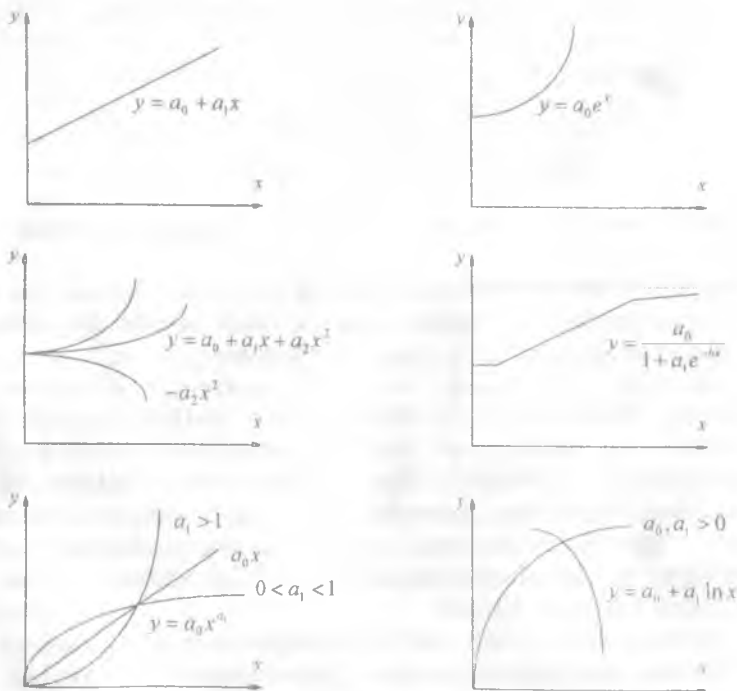 y
y = a₀ + a₁x
x
y
y = a₀eˣ
x
y
y = a₀ + a₁x + a₂x²
−a₂x²
x
y
y = a₀ / (1 + a₁e⁻ᵇˣ)
x
y
a₁ > 1
a₀x
0 < a₁ < 1
y = a₀x^a₁
x
a₀, a₁ > 0
y = a₀ + a₁ ln x
x